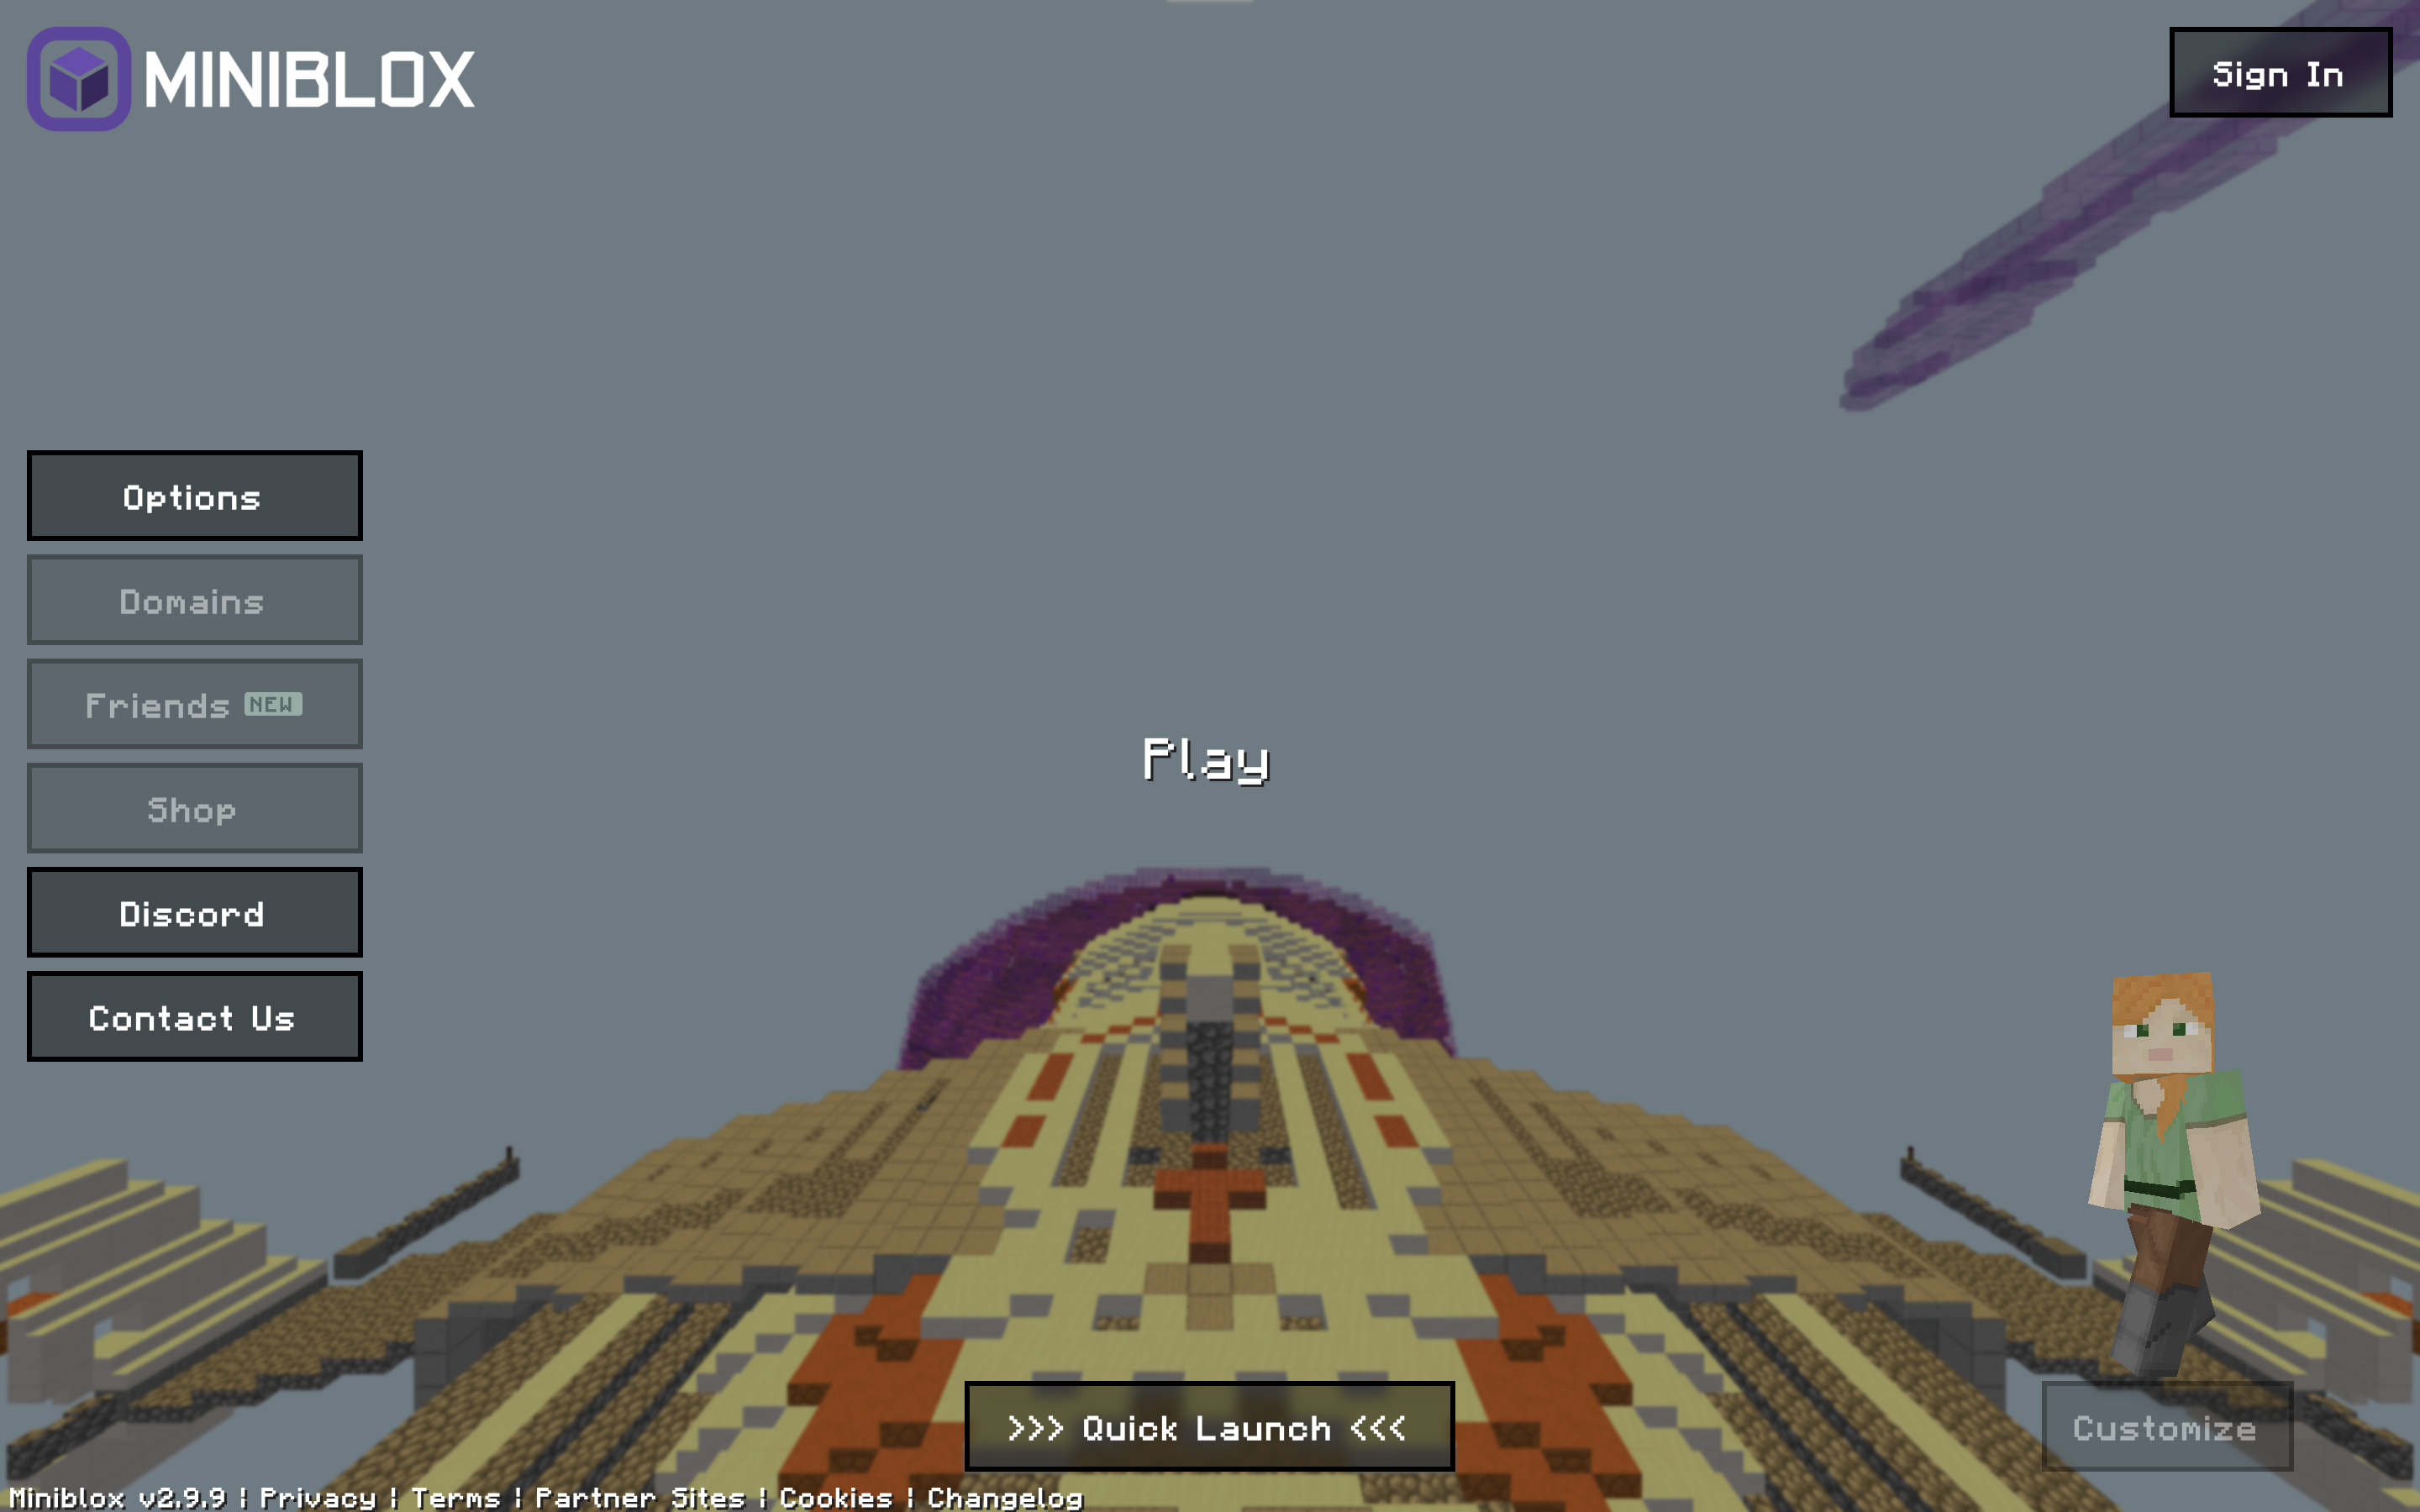 MINIBLOX
Sign In
Options
Domains
Friends NEW
Shop
Play
Discord
Contact Us
>>> Quick Launch <<<
Customize
Miniblox v2.9.9 | Privacy | Terms | Partner Sites | Cookies | Changelog